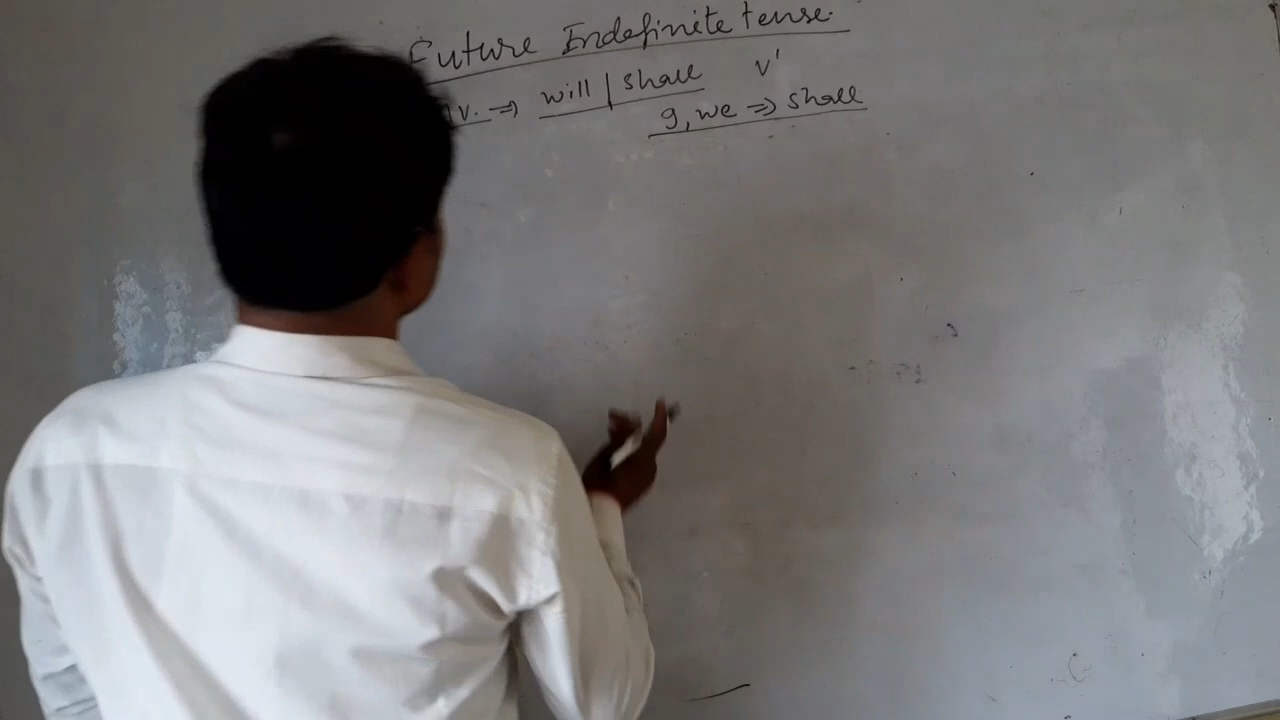 Future Indefinite tense.
v. ⇒ will / shall v'
I, we ⇒ shall